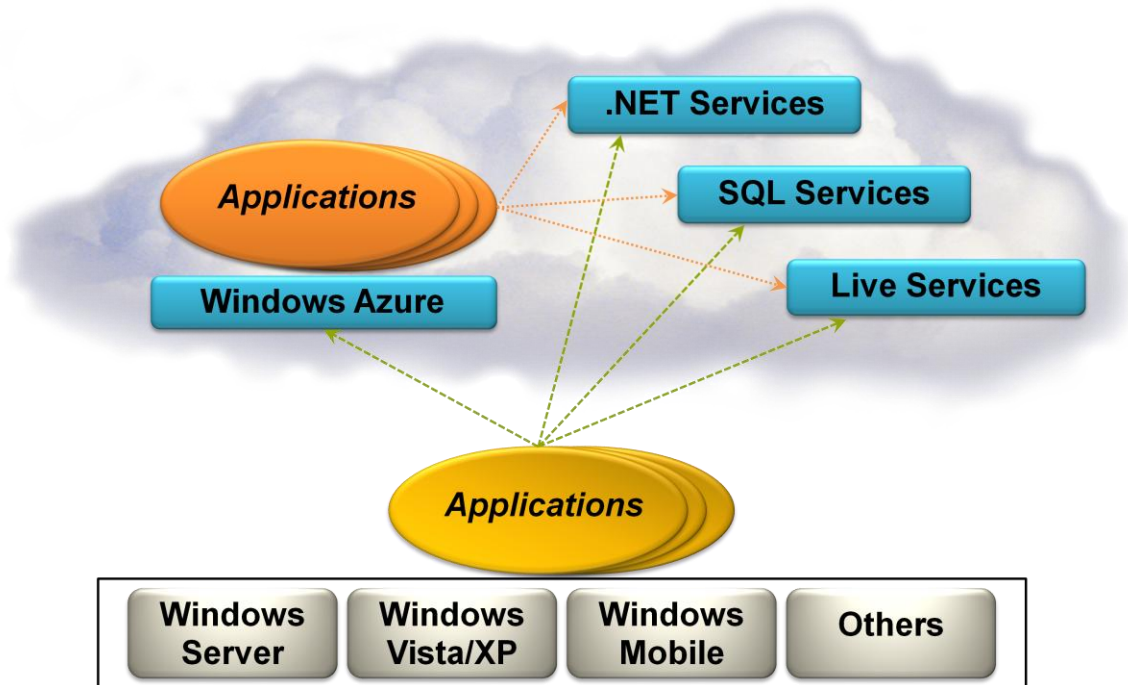 .NET Services
Applications
SQL Services
Live Services
Windows Azure
Applications
Windows
Server
Windows
Vista/XP
Windows
Mobile
Others